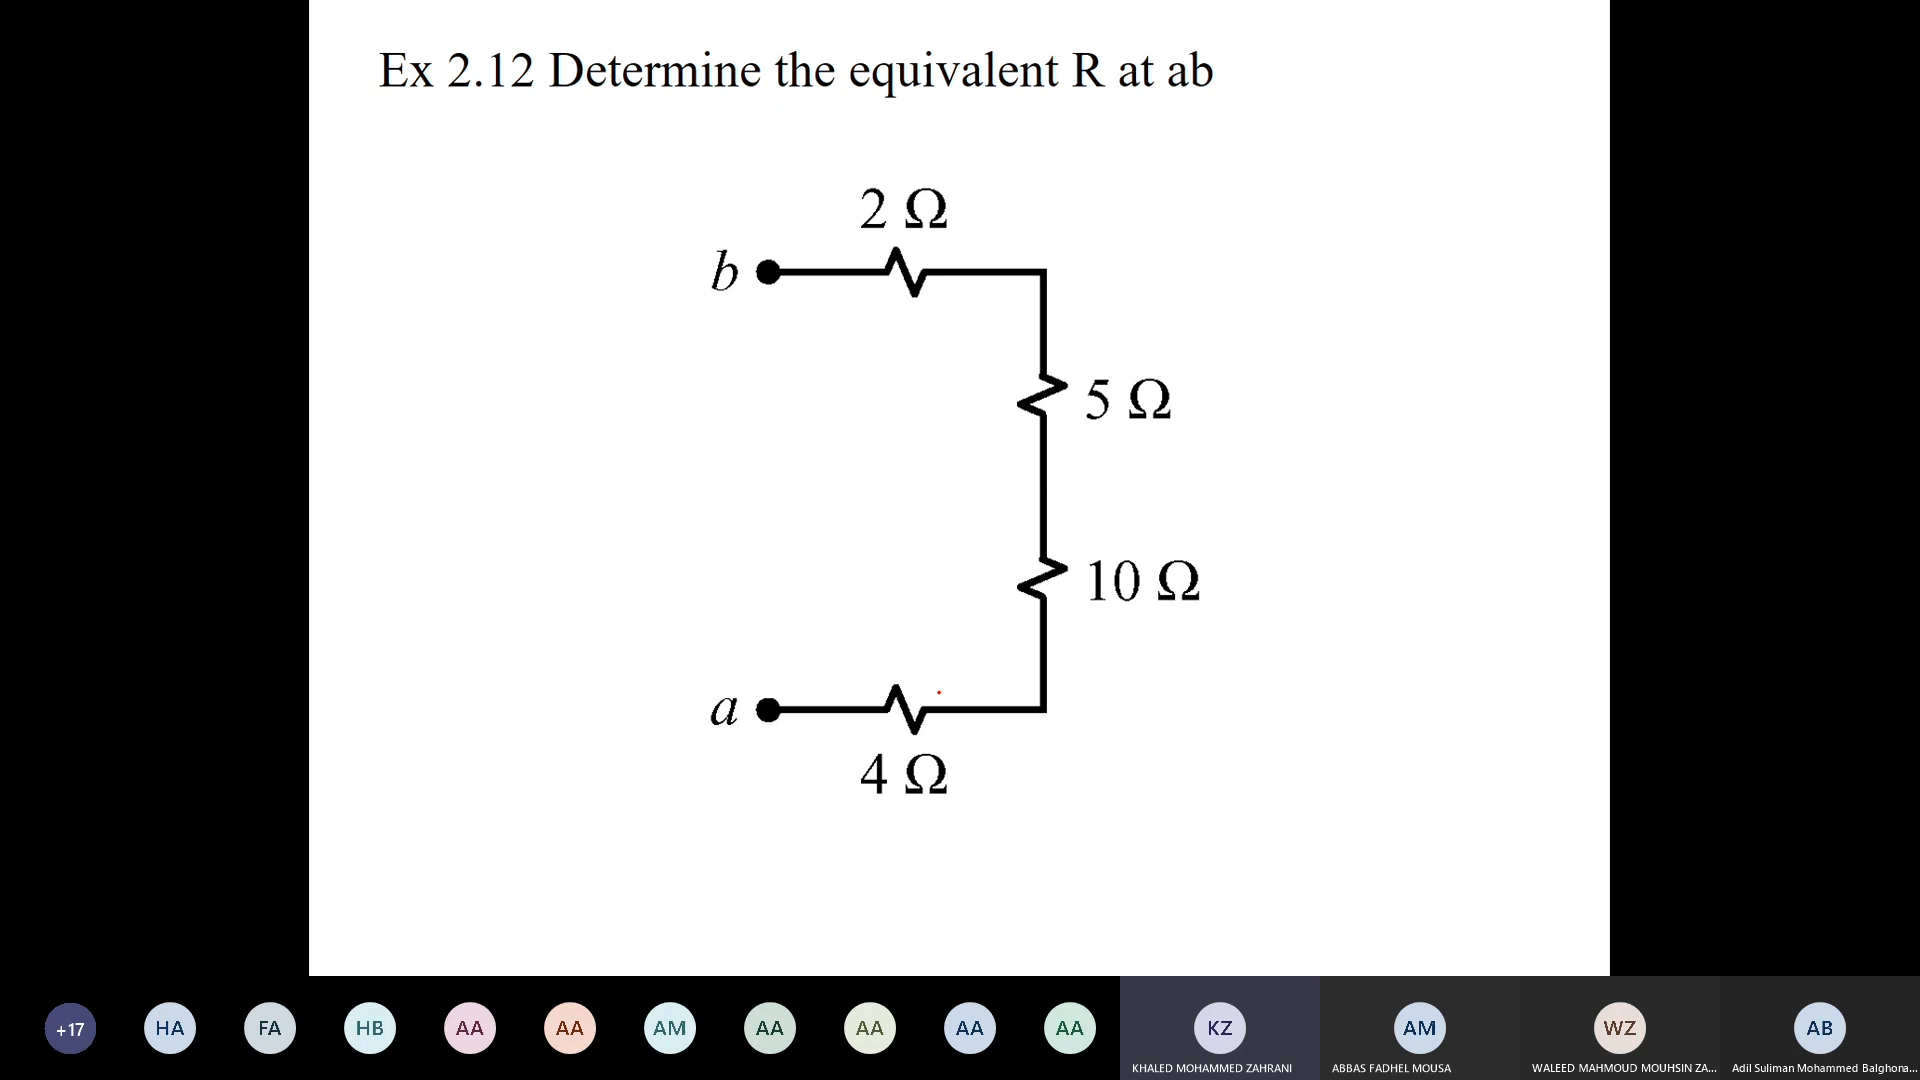 Ex 2.12 Determine the equivalent R at ab
2 Ω
b
5 Ω
10 Ω
a
4 Ω
+17
HA
FA
HB
AA
AA
AM
AA
AA
AA
AA
KZ
AM
WZ
AB
KHALED MOHAMMED ZAHRANI
ABBAS FADHEL MOUSA
WALEED MAHMOUD MOUHSIN ZA...
Adil Suliman Mohammed Balghona...